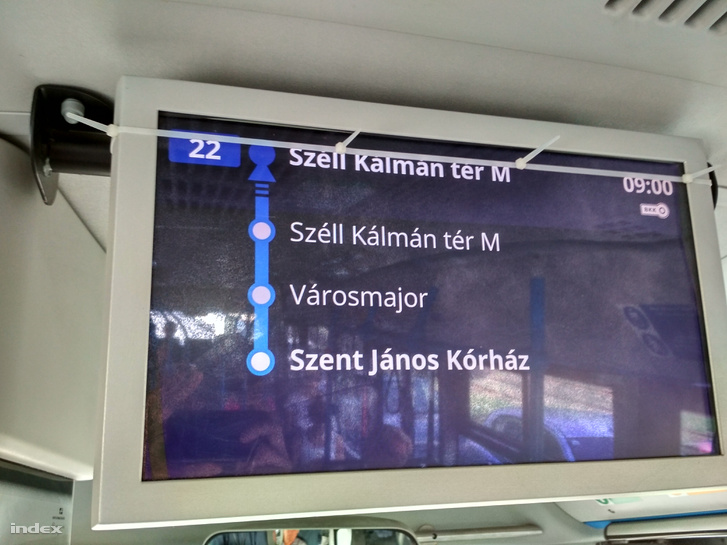 22
Széll Kálmán tér M
09:00
BKK
Széll Kálmán tér M
Városmajor
Szent János Kórház
index